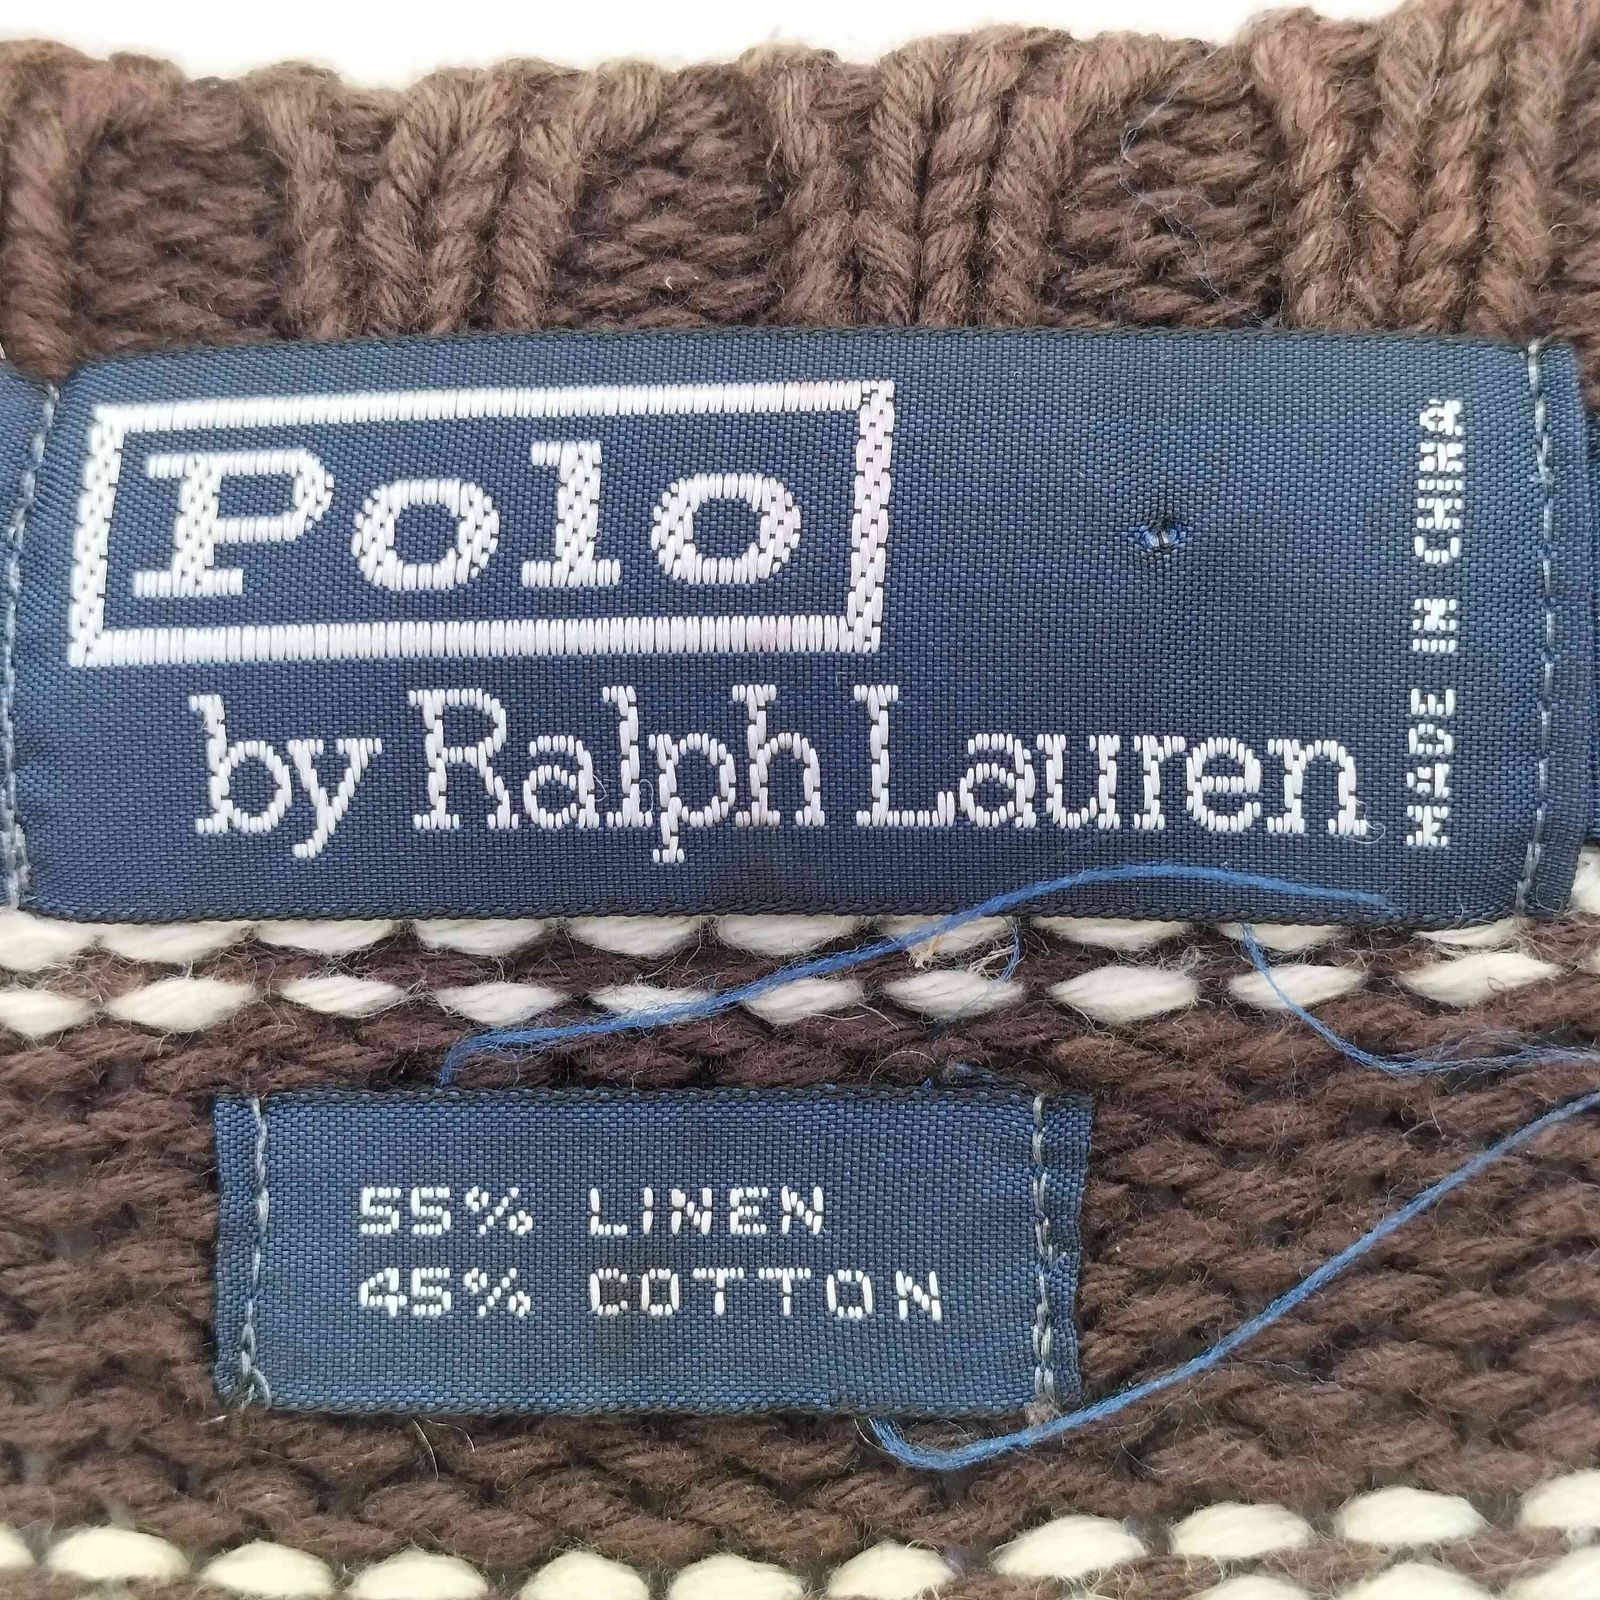 Polo
by Ralph Lauren
MADE IN CHINA
55% LINEN
45% COTTON